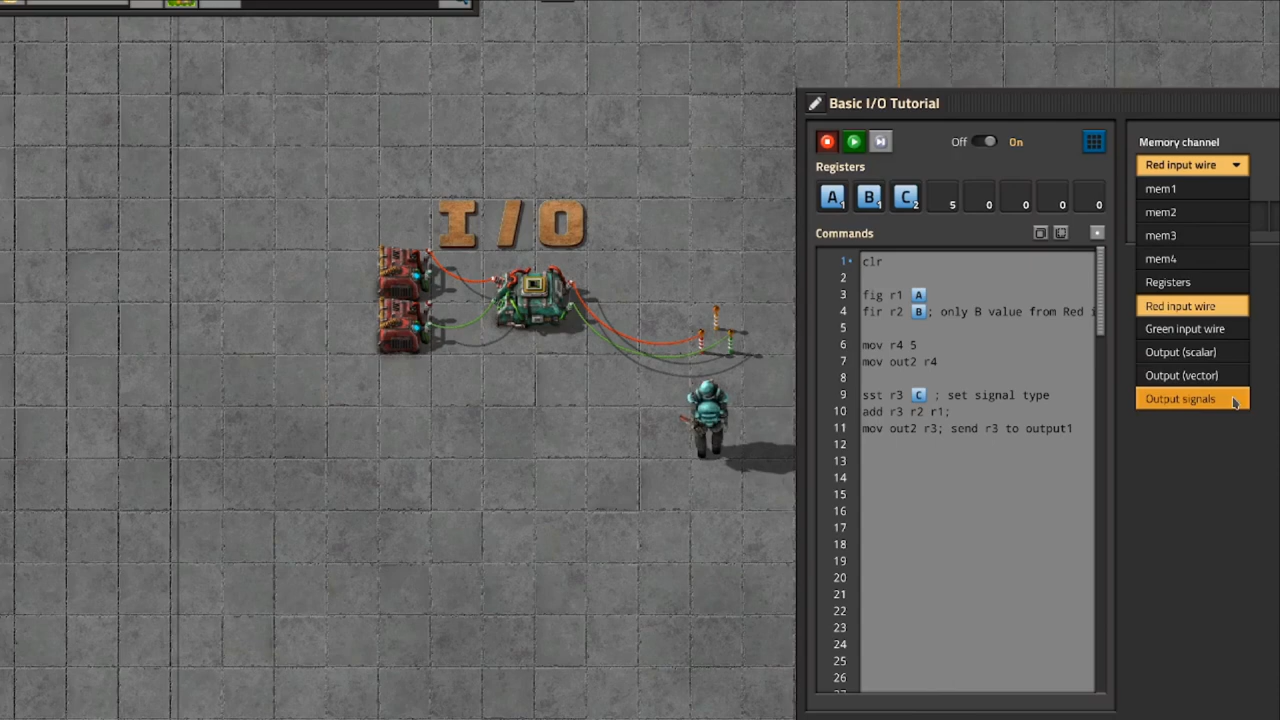 I/O
Basic I/O Tutorial
Off On
Registers
A 1 B 1 C 2 5 0 0 0 0
Commands
1 clr
2
3 fig r1 A
4 fir r2 B ; only B value from Red
5
6 mov r4 5
7 mov out2 r4
8
9 sst r3 C ; set signal type
10 add r3 r2 r1;
11 mov out2 r3; send r3 to output1
12
13
14
15
16
17
18
19
20
21
22
23
24
25
26
Memory channel
Red input wire
mem1
mem2
mem3
mem4
Registers
Red input wire
Green input wire
Output (scalar)
Output (vector)
Output signals